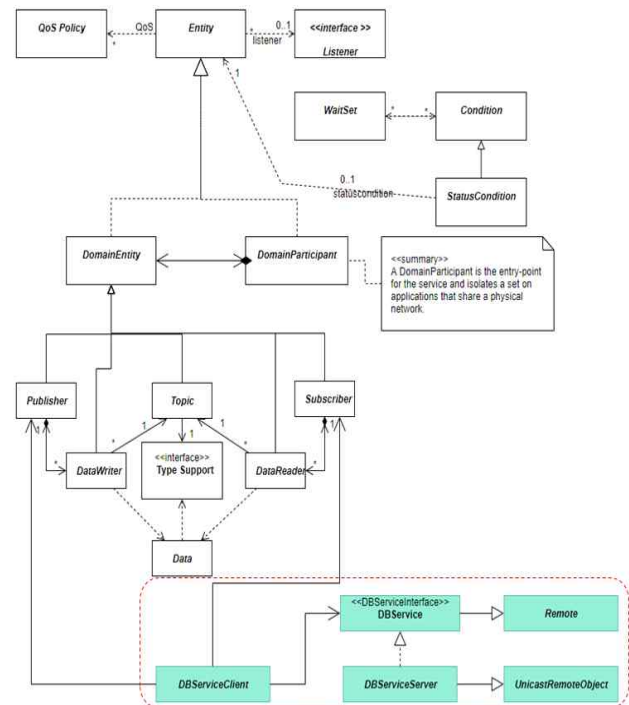 QoS Policy
QoS
*
Entity
*
0..1
listener
<<interface >>
Listener
1
WaitSet
*
*
Condition
0..1
statuscondition
StatusCondition
DomainEntity
DomainParticipant
<<summary>>
A DomainParticipant is the entry-point
for the service and isolates a set on
applications that share a physical
network.
Publisher
Topic
Subscriber
1
1
1
1
*
*
1
*
*
DataWriter
<<interface>>
Type Support
DataReader
Data
<<DBServiceInterface>>
DBService
Remote
DBServiceClient
DBServiceServer
UnicastRemoteObject